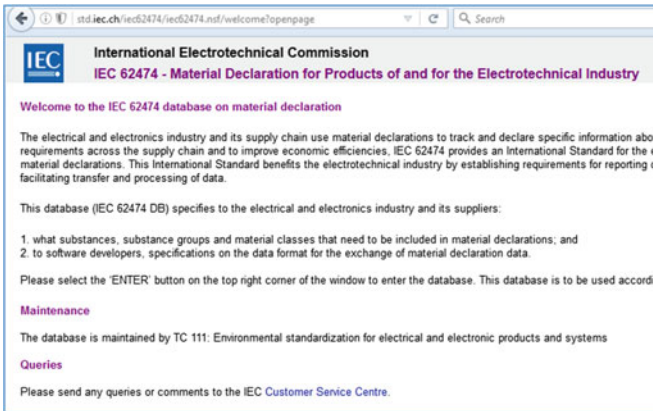 std.iec.ch/iec62474/iec62474.nsf/welcome?openpage
Search
IEC
International Electrotechnical Commission
IEC 62474 - Material Declaration for Products of and for the Electrotechnical Industry
Welcome to the IEC 62474 database on material declaration
The electrical and electronics industry and its supply chain use material declarations to track and declare specific information abo
requirements across the supply chain and to improve economic efficiencies, IEC 62474 provides an International Standard for the e
material declarations. This International Standard benefits the electrotechnical industry by establishing requirements for reporting
facilitating transfer and processing of data.
This database (IEC 62474 DB) specifies to the electrical and electronics industry and its suppliers:
1. what substances, substance groups and material classes that need to be included in material declarations; and
2. to software developers, specifications on the data format for the exchange of material declaration data.
Please select the 'ENTER' button on the top right corner of the window to enter the database. This database is to be used accordi
Maintenance
The database is maintained by TC 111: Environmental standardization for electrical and electronic products and systems
Queries
Please send any queries or comments to the IEC Customer Service Centre.